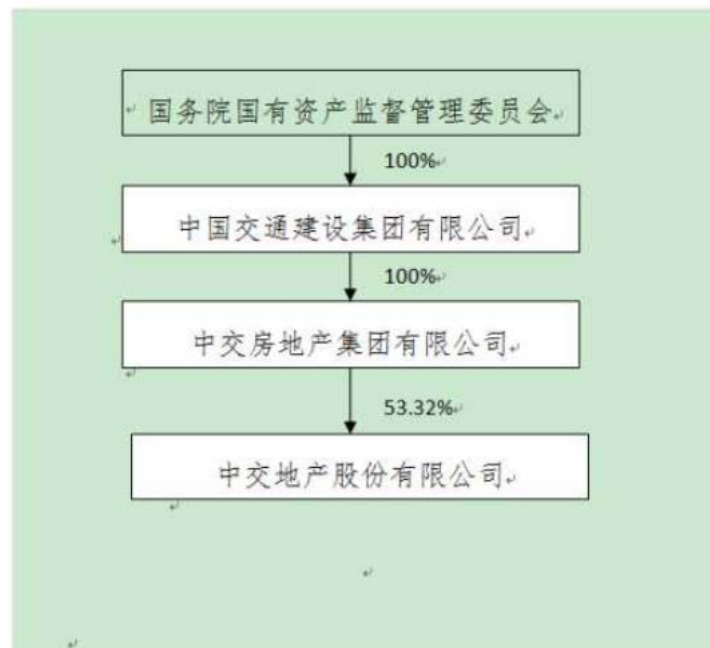 国务院国有资产监督管理委员会
100%
中国交通建设集团有限公司
100%
中交房地产集团有限公司
53.32%
中交地产股份有限公司